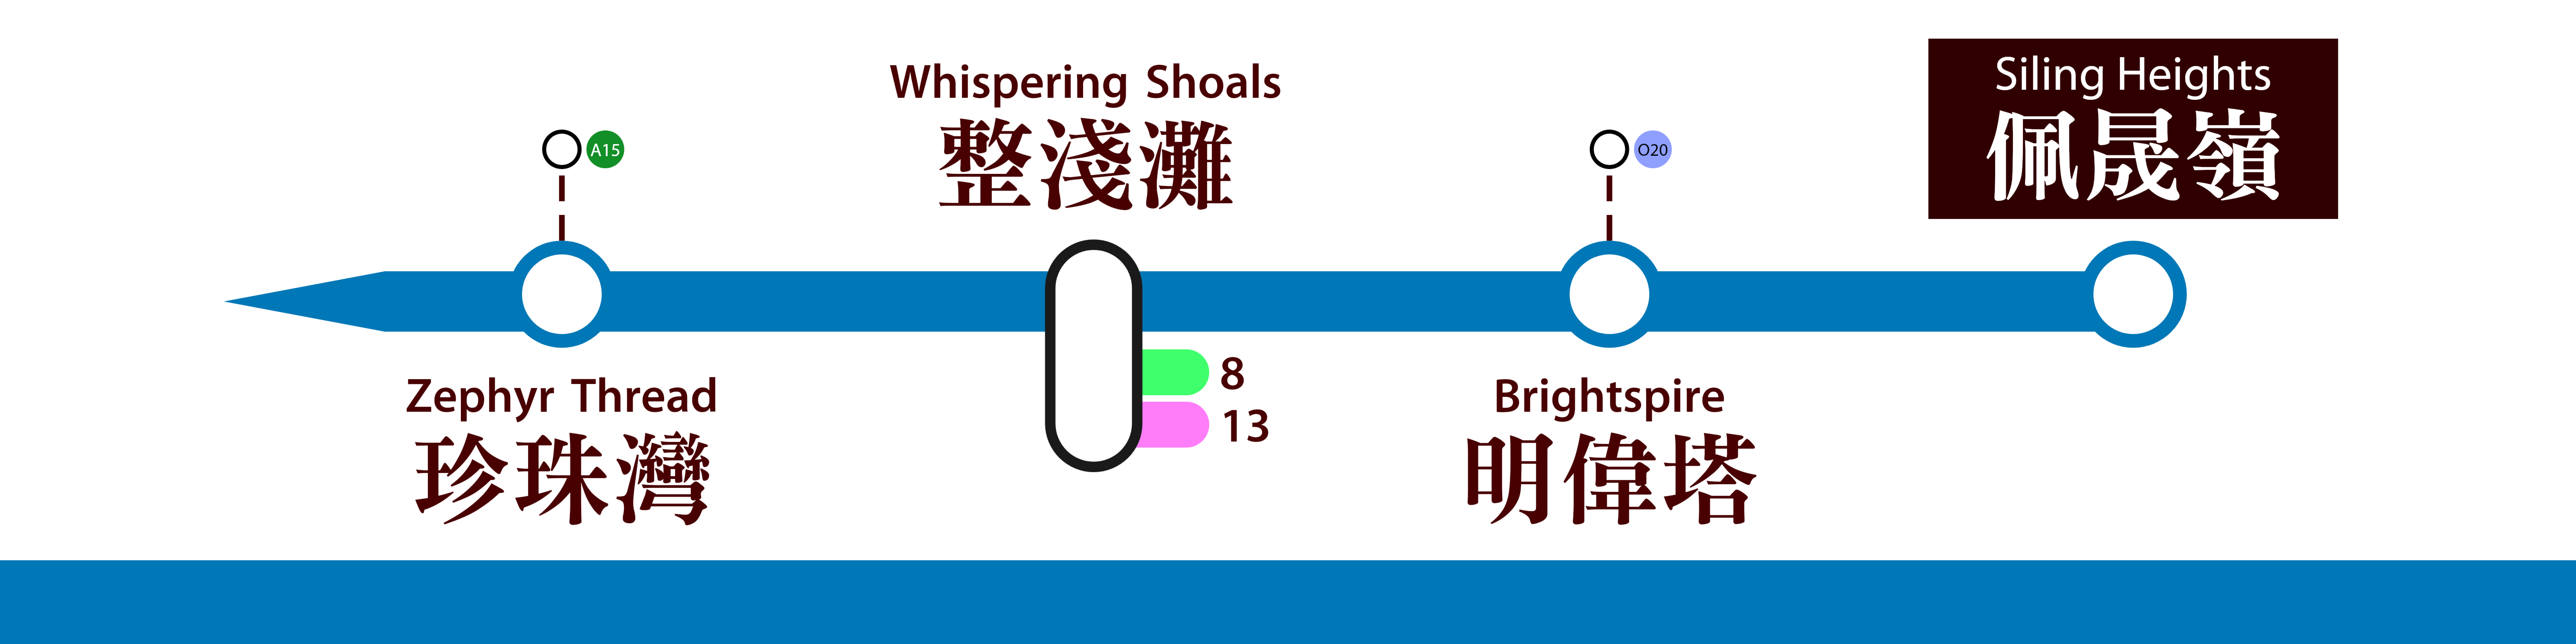 A15
Zephyr Thread
珍珠灣
Whispering Shoals
整淺灘
8
13
O20
Brightspire
明偉塔
Siling Heights
佩晟嶺